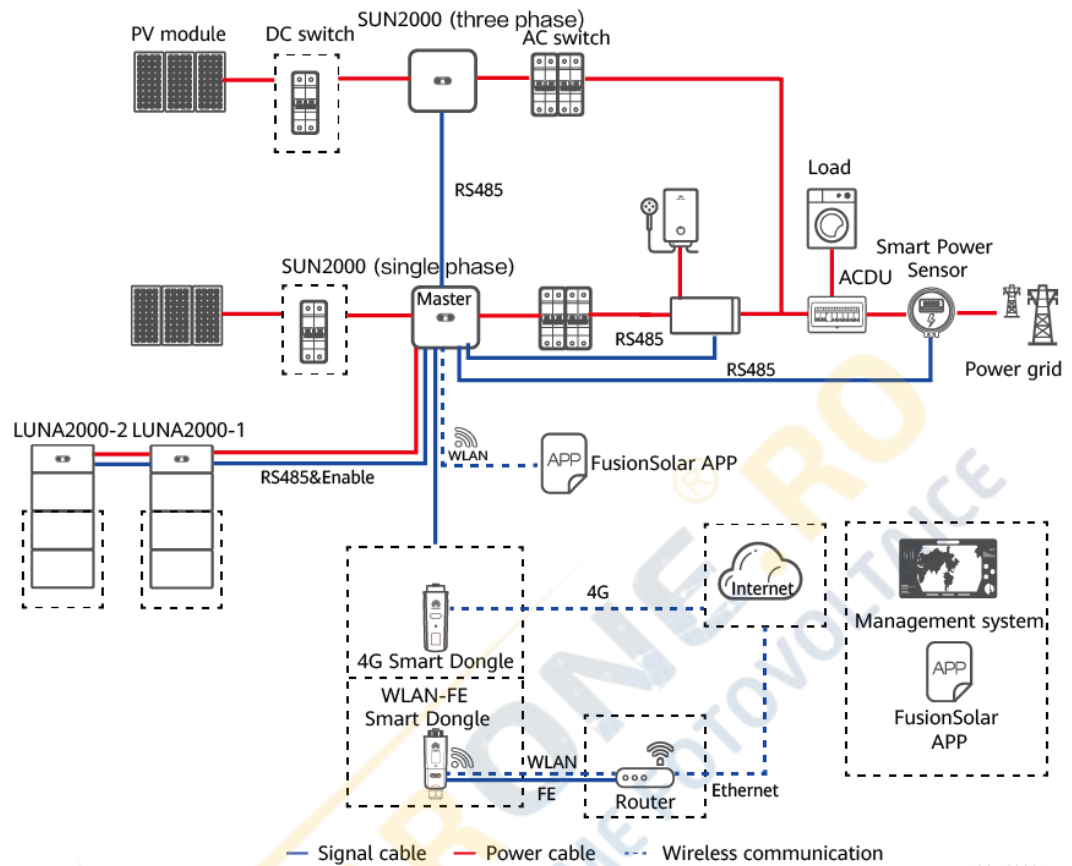 SUN2000 (three phase)
PV module
DC switch
AC switch
RS485
Load
Smart Power
Sensor
SUN2000 (single phase)
ACDU
Master
RS485
RS485
Power grid
LUNA2000-2
LUNA2000-1
WLAN
APP
FusionSolar APP
RS485&Enable
4G
Internet
Management system
4G Smart Dongle
APP
WLAN-FE
Smart Dongle
FusionSolar
APP
WLAN
FE
Router
Ethernet
Signal cable
Power cable
Wireless communication
ONE.RO
®
FOTOVOLTAICE